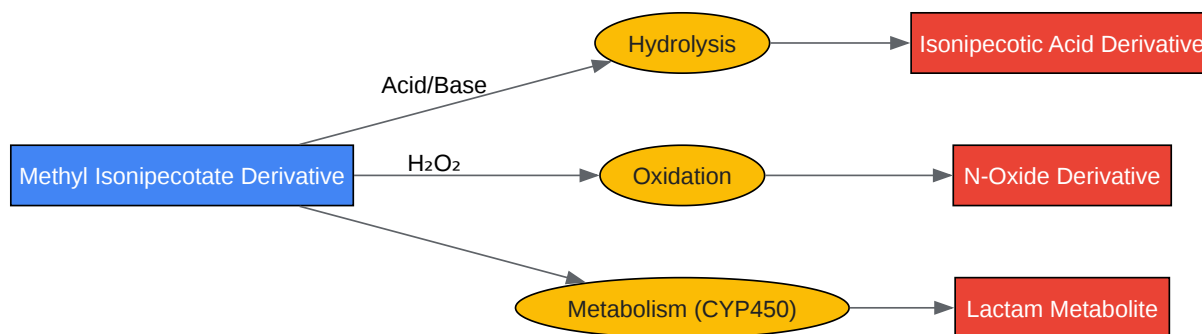 Hydrolysis
Isonipecotic Acid Derivative
Acid/Base
Methyl Isonipecotate Derivative
H₂O₂
Oxidation
N-Oxide Derivative
Metabolism (CYP450)
Lactam Metabolite